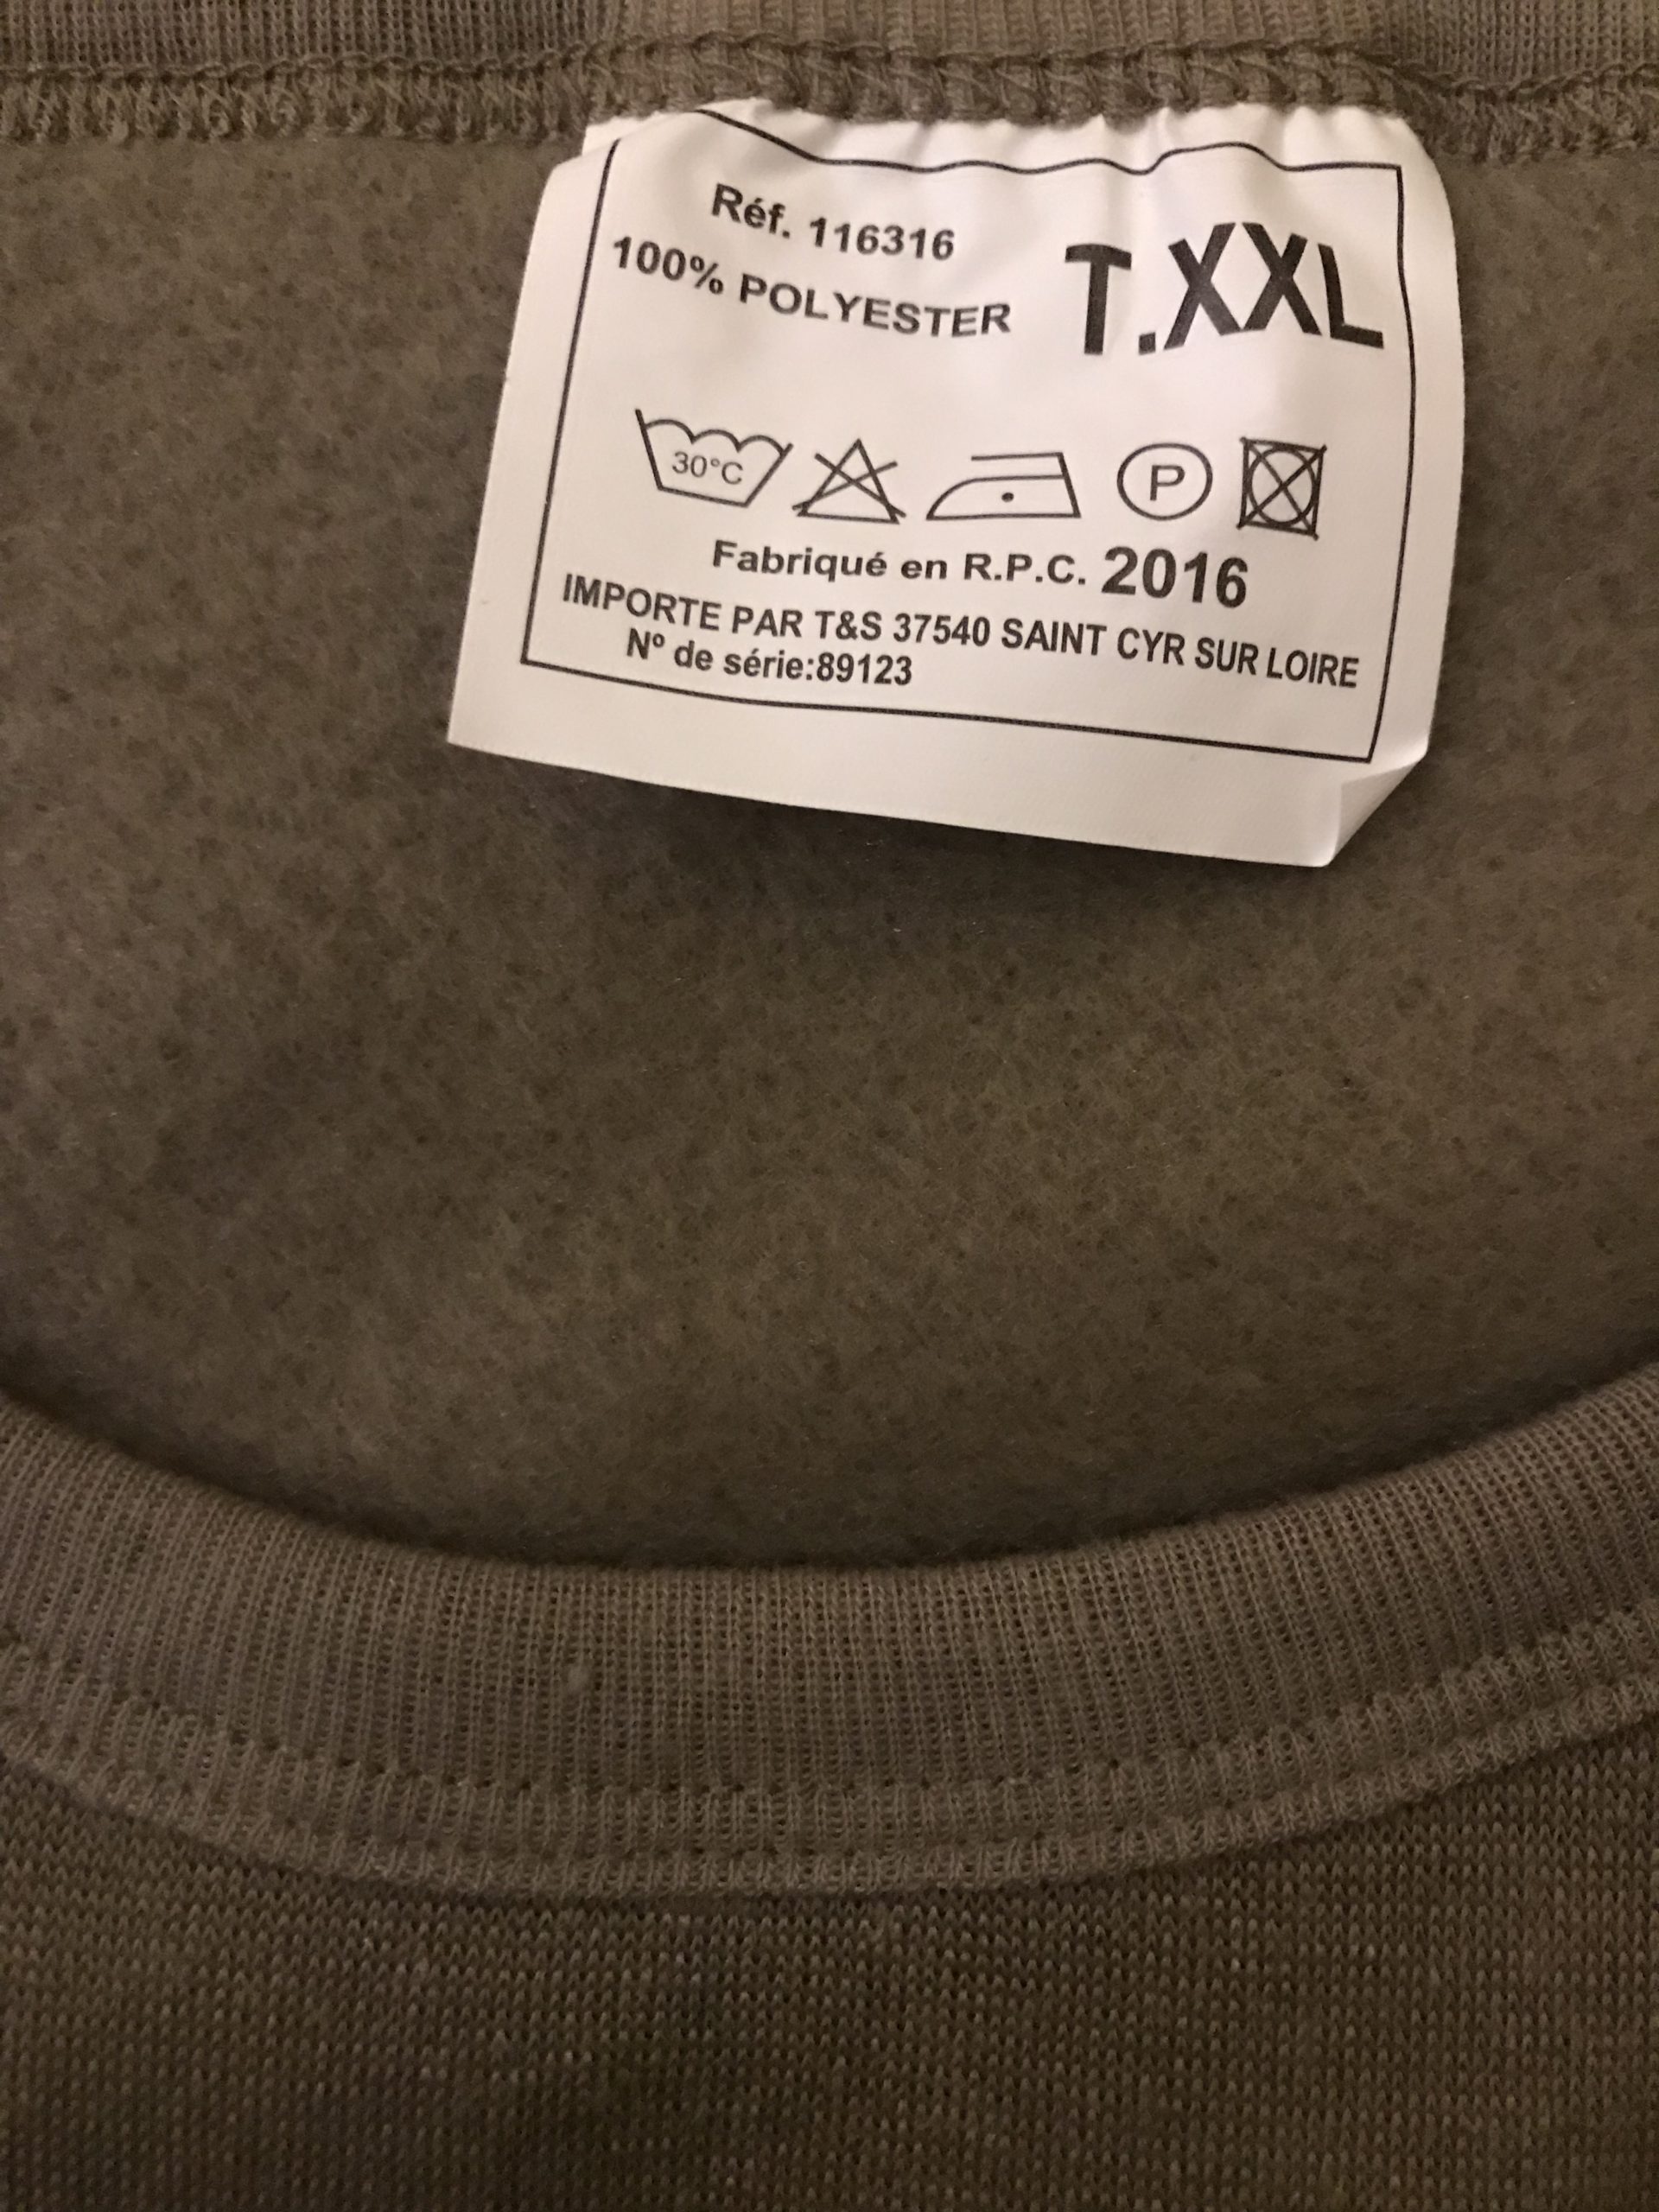 Réf. 116316
100% POLYESTER
T.XXL
30°C
P
Fabriqué en R.P.C. 2016
IMPORTE PAR T&S 37540 SAINT CYR SUR LOIRE
Nº de série:89123